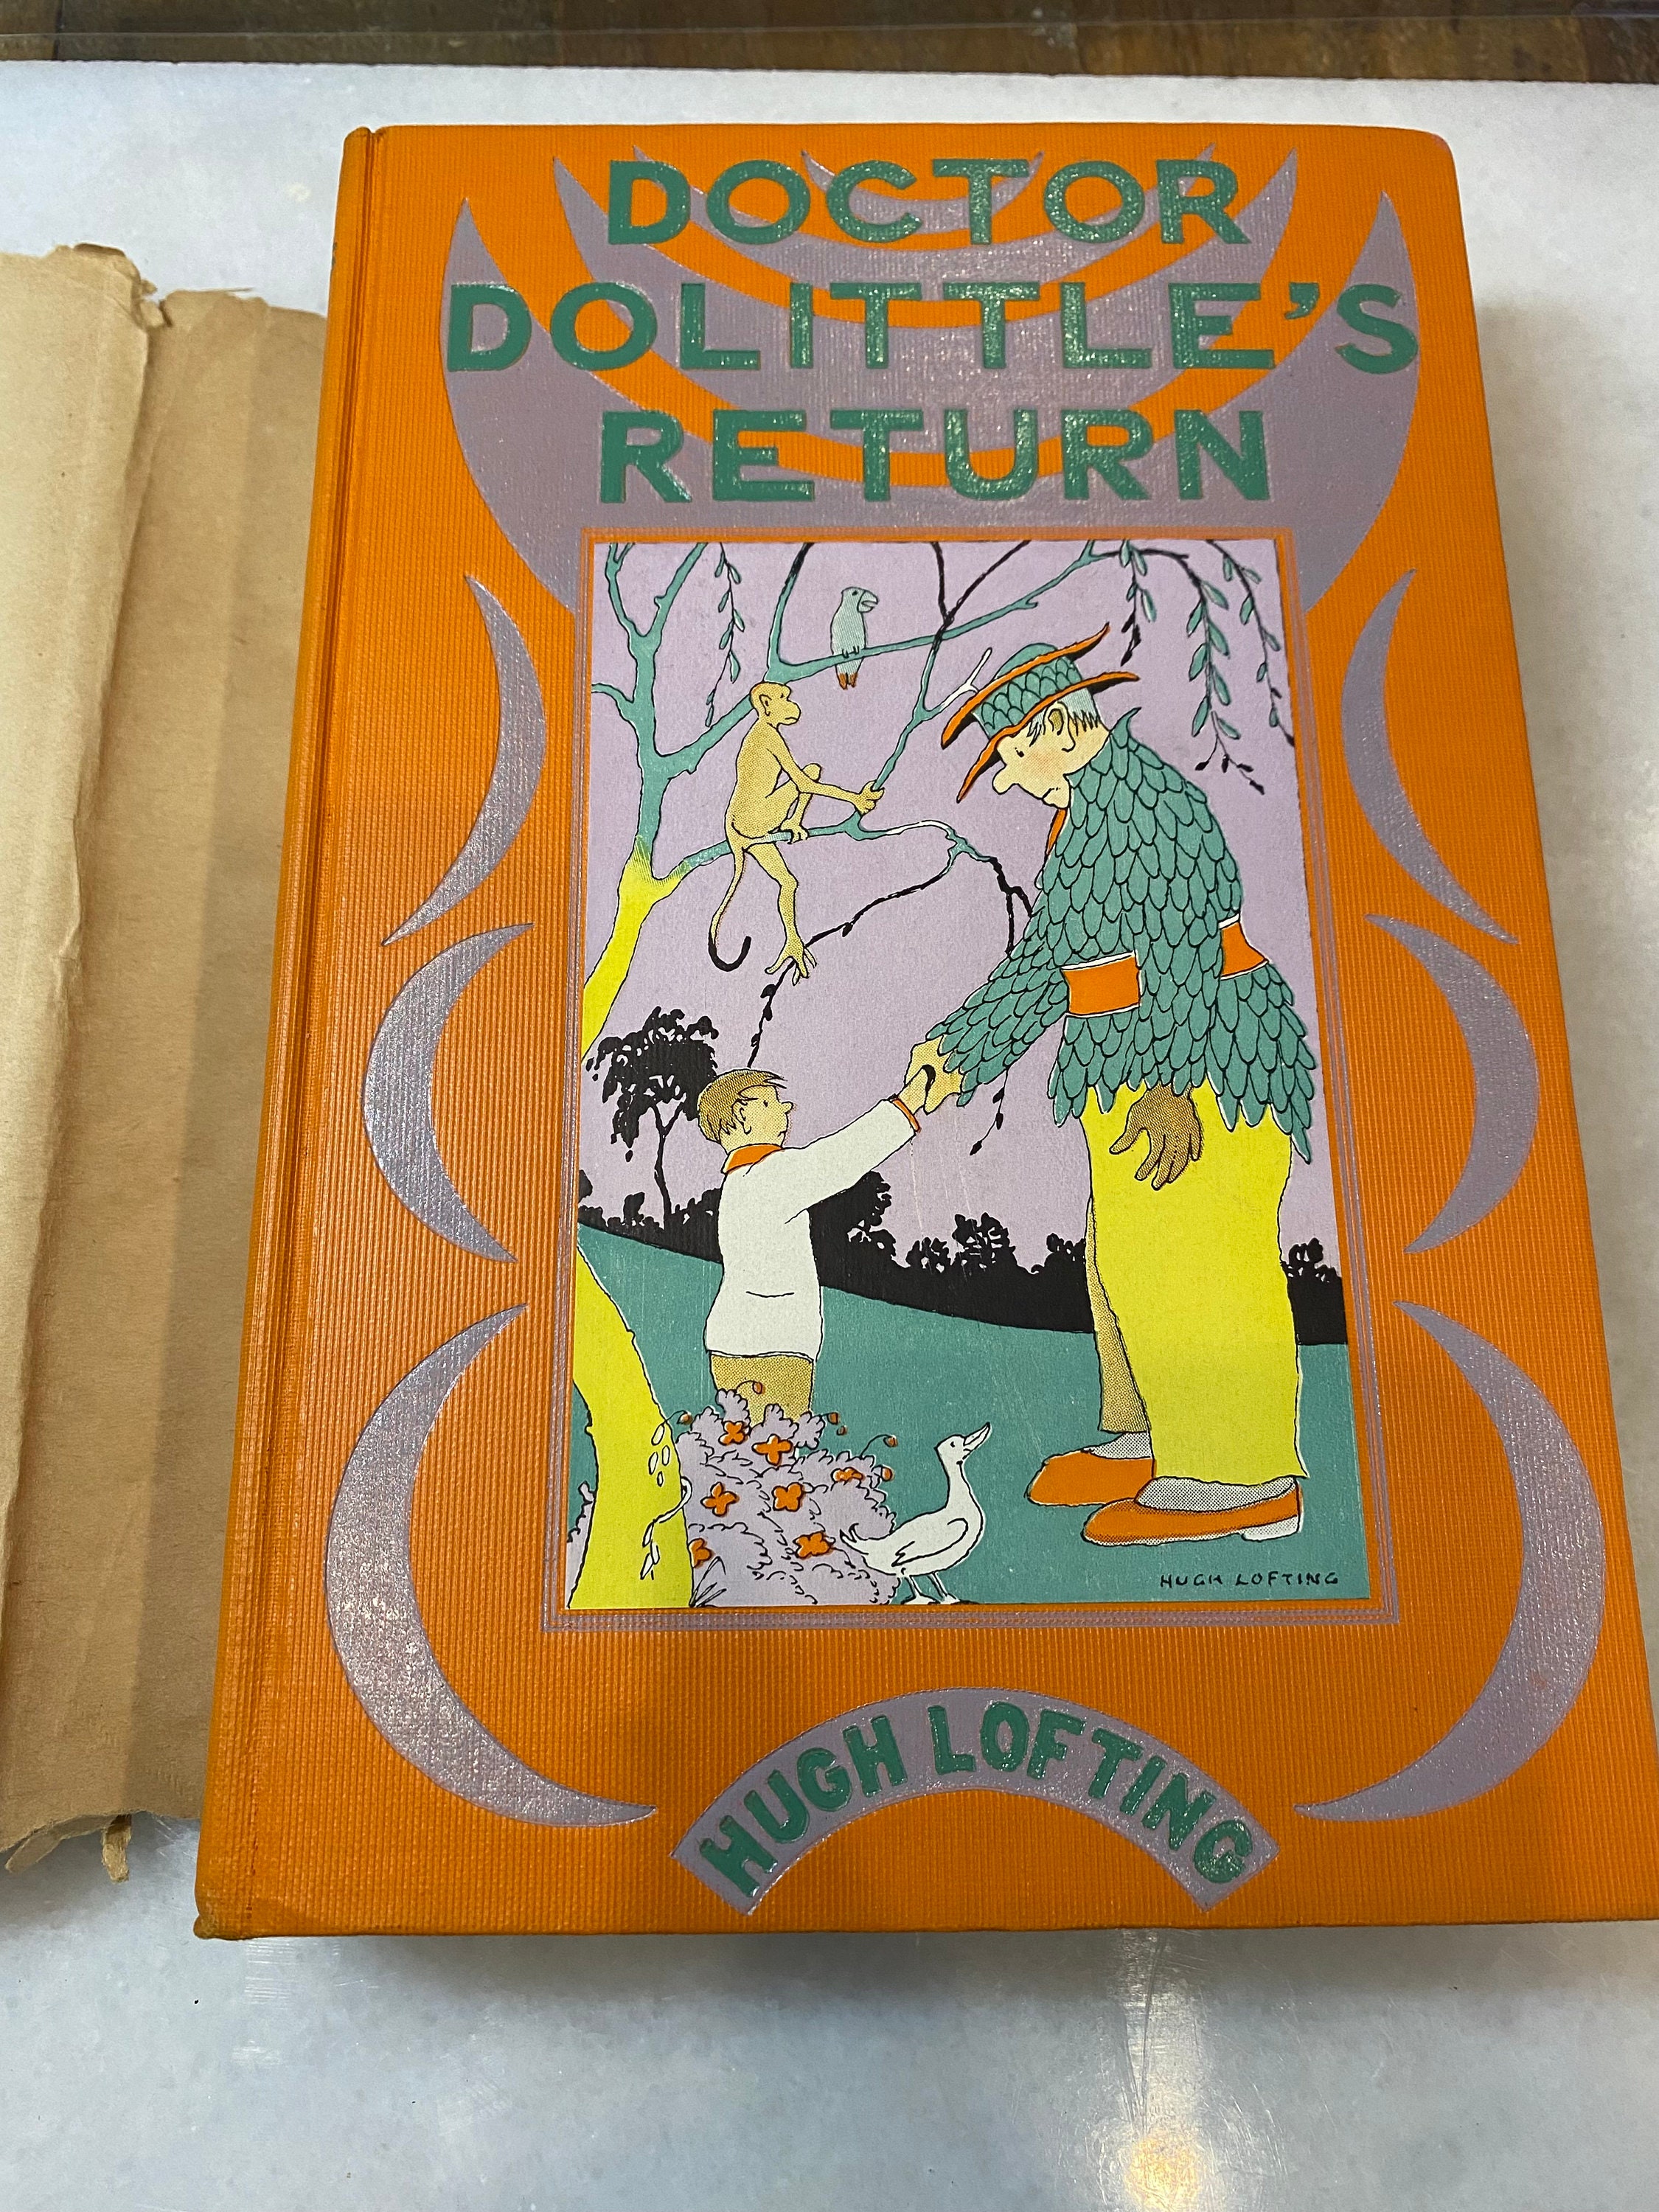 DOCTOR
DOLITTLE'S
RETURN
HUGH LOFTING
HUGH LOFTING